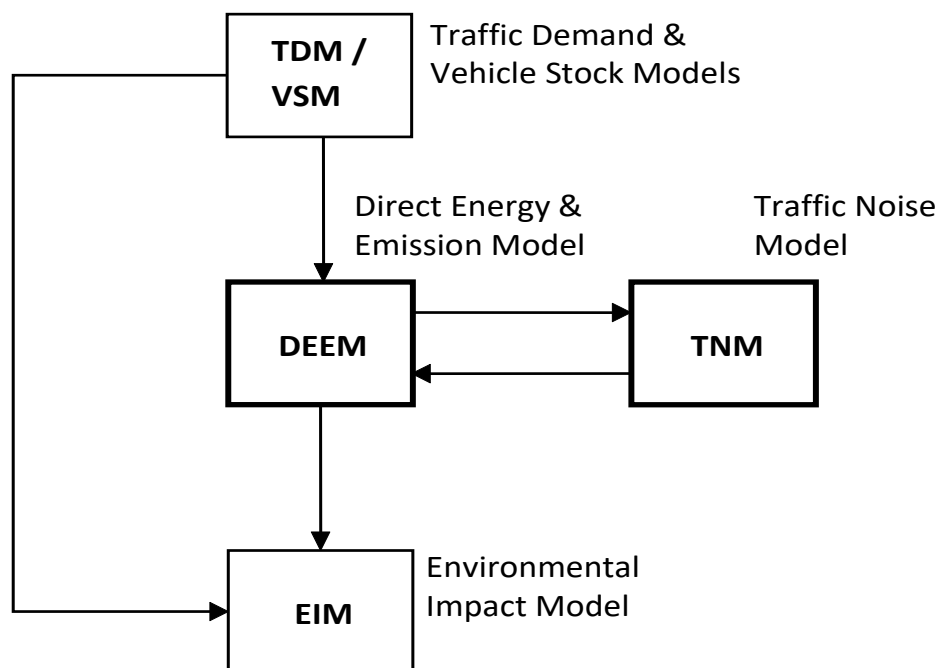 TDM /
VSM
Traffic Demand &
Vehicle Stock Models
Direct Energy &
Emission Model
Traffic Noise
Model
DEEM
TNM
EIM
Environmental
Impact Model